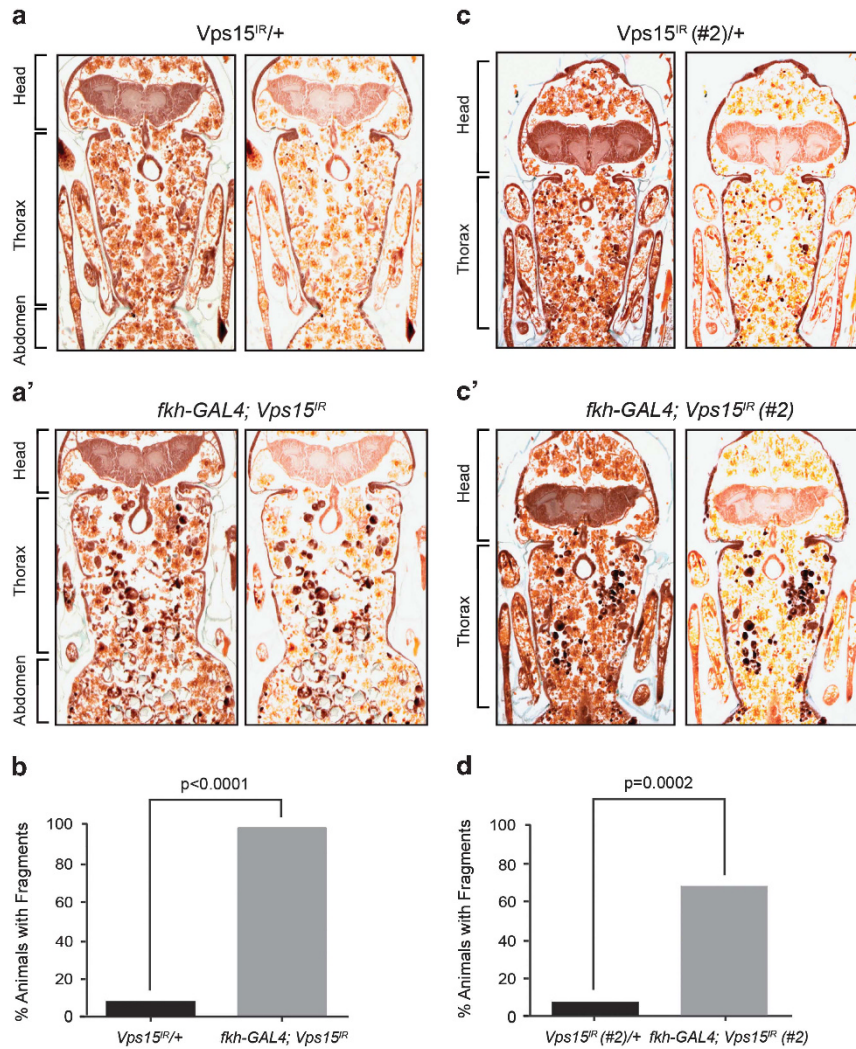 a
Vps15ᴵᴿ/+
Head
Thorax
Abdomen
a'
fkh-GAL4; Vps15ᴵᴿ
Head
Thorax
Abdomen
b
p<0.0001
% Animals with Fragments
100
80
60
40
20
0
Vps15ᴵᴿ/+
fkh-GAL4; Vps15ᴵᴿ
c
Vps15ᴵᴿ (#2)/+
Head
Thorax
c'
fkh-GAL4; Vps15ᴵᴿ (#2)
Head
Thorax
d
p=0.0002
% Animals with Fragments
100
80
60
40
20
0
Vps15ᴵᴿ (#2)/+
fkh-GAL4; Vps15ᴵᴿ (#2)